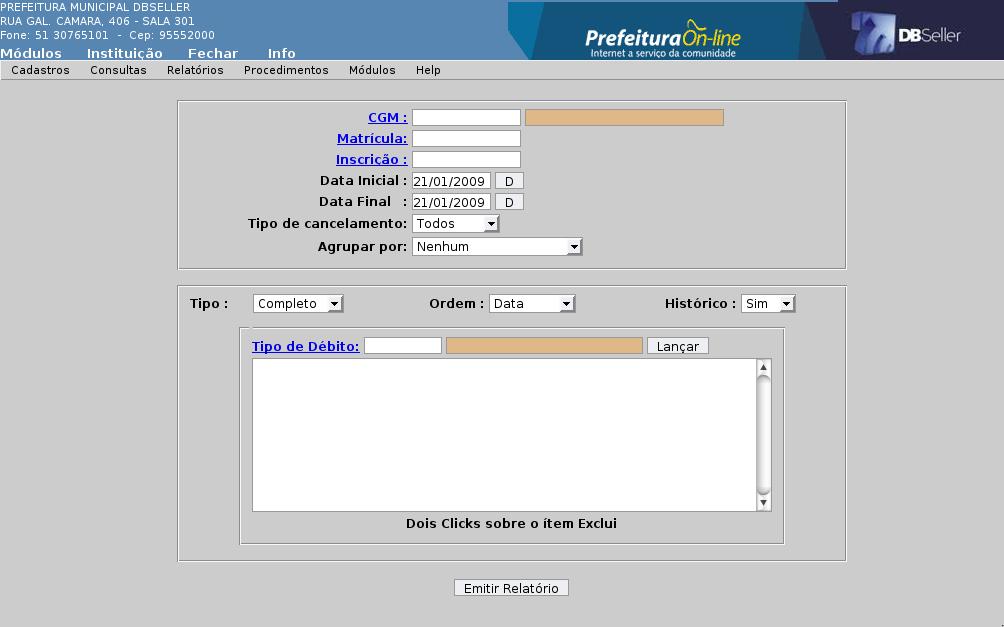 PREFEITURA MUNICIPAL DBSELLER
RUA GAL. CAMARA, 406 - SALA 301
Fone: 51 30765101 - Cep: 95552000
Módulos Instituição Fechar Info
Prefeitura On-line
Internet a serviço da comunidade
DBSeller
Cadastros Consultas Relatórios Procedimentos Módulos Help
CGM :
Matrícula:
Inscrição :
Data Inicial : 21/01/2009 D
Data Final : 21/01/2009 D
Tipo de cancelamento: Todos
Agrupar por: Nenhum
Tipo : Completo Ordem : Data Histórico : Sim
Tipo de Débito: Lançar
Dois Clicks sobre o ítem Exclui
Emitir Relatório